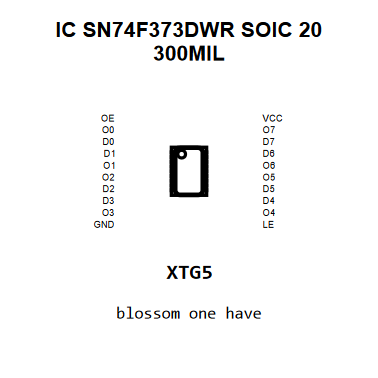 IC SN74F373DWR SOIC 20
300MIL
OE VCC
O0 O7
D0 D7
D1 D6
O1 O6
O2 O5
D2 D5
D3 D4
O3 O4
GND LE
XTG5
blossom one have